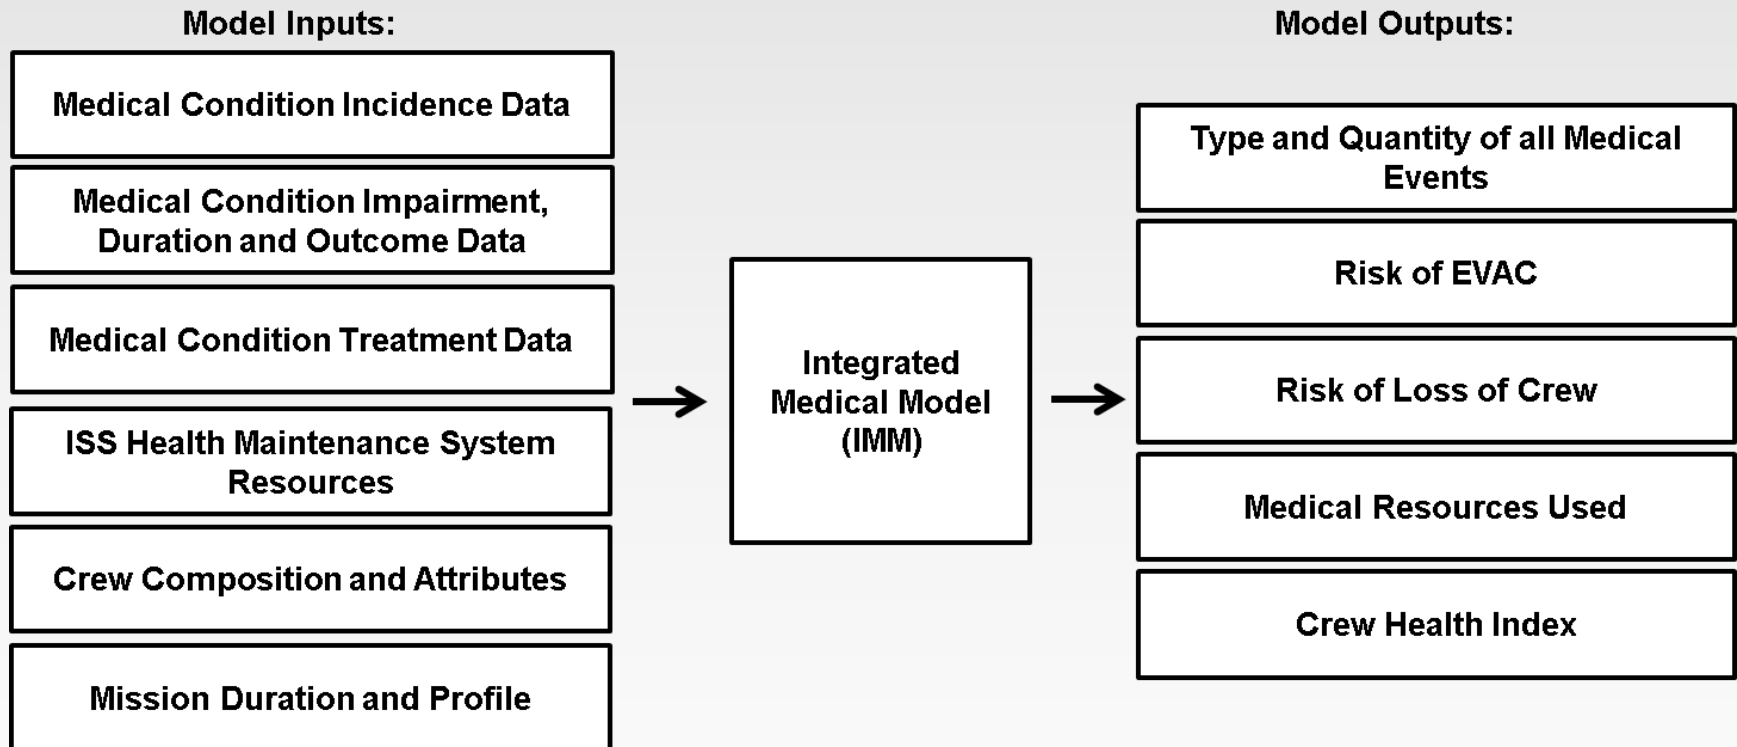 Model Inputs:
Medical Condition Incidence Data
Medical Condition Impairment,
Duration and Outcome Data
Medical Condition Treatment Data
ISS Health Maintenance System
Resources
Crew Composition and Attributes
Mission Duration and Profile
Integrated
Medical Model
(IMM)
Model Outputs:
Type and Quantity of all Medical
Events
Risk of EVAC
Risk of Loss of Crew
Medical Resources Used
Crew Health Index